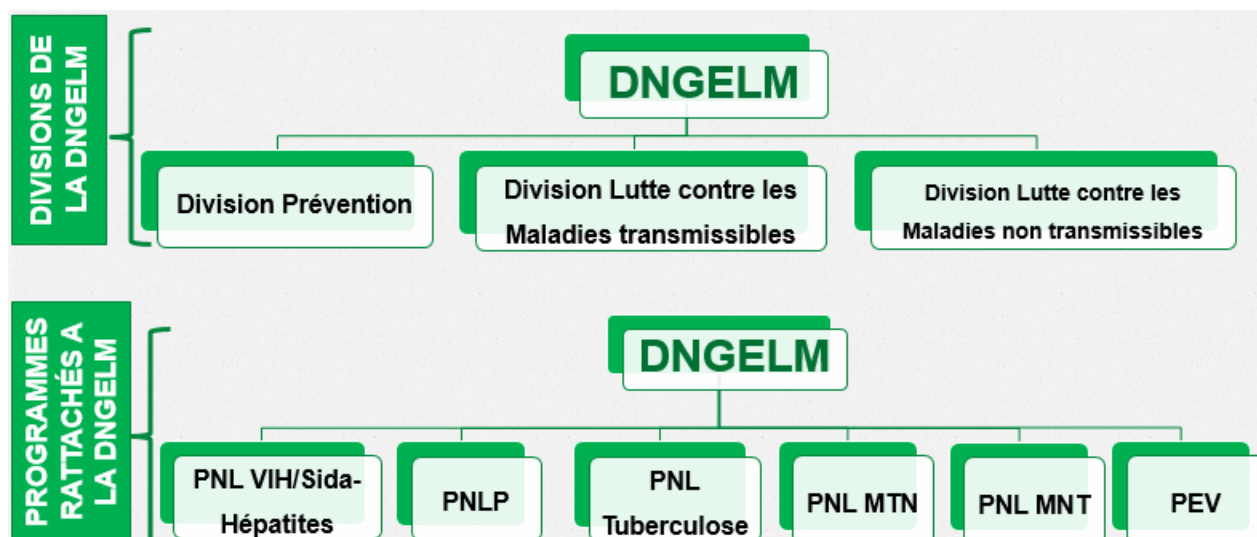 DIVISIONS DE
LA DNGELM
DNGELM
Division Prévention
Division Lutte contre les
Maladies transmissibles
Division Lutte contre les
Maladies non transmissibles
PROGRAMMES
RATTACHÉS A
LA DNGELM
DNGELM
PNL VIH/Sida-
Hépatites
PNLP
PNL
Tuberculose
PNL MTN
PNL MNT
PEV